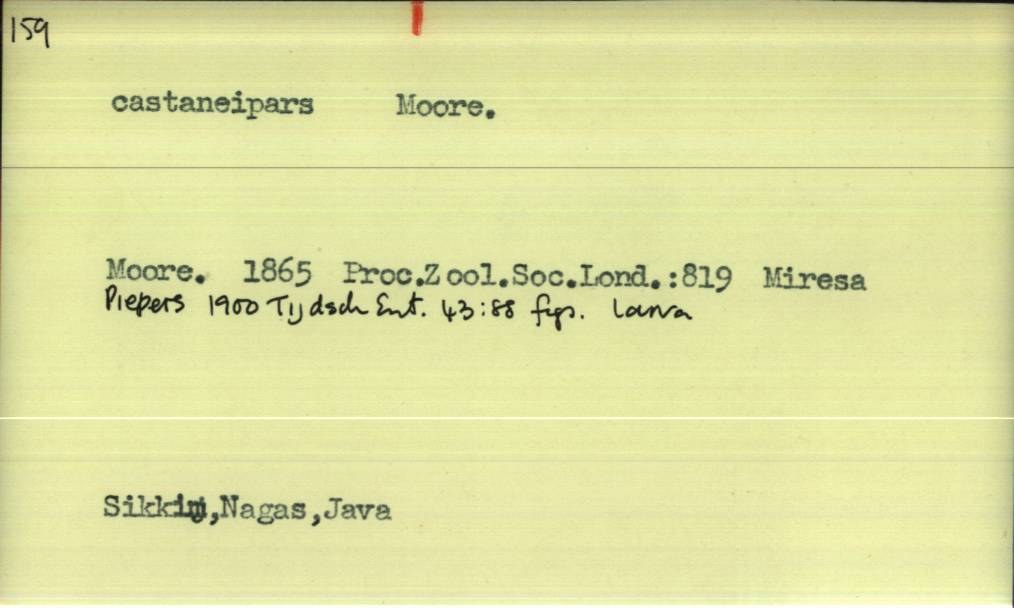 159
castaneipars Moore.
Moore. 1865 Proc.Zool.Soc.Lond.:819 Miresa
Piepers 1900 Tijdsch Ent. 43:88 figs. larva
Sikkim,Nagas,Java